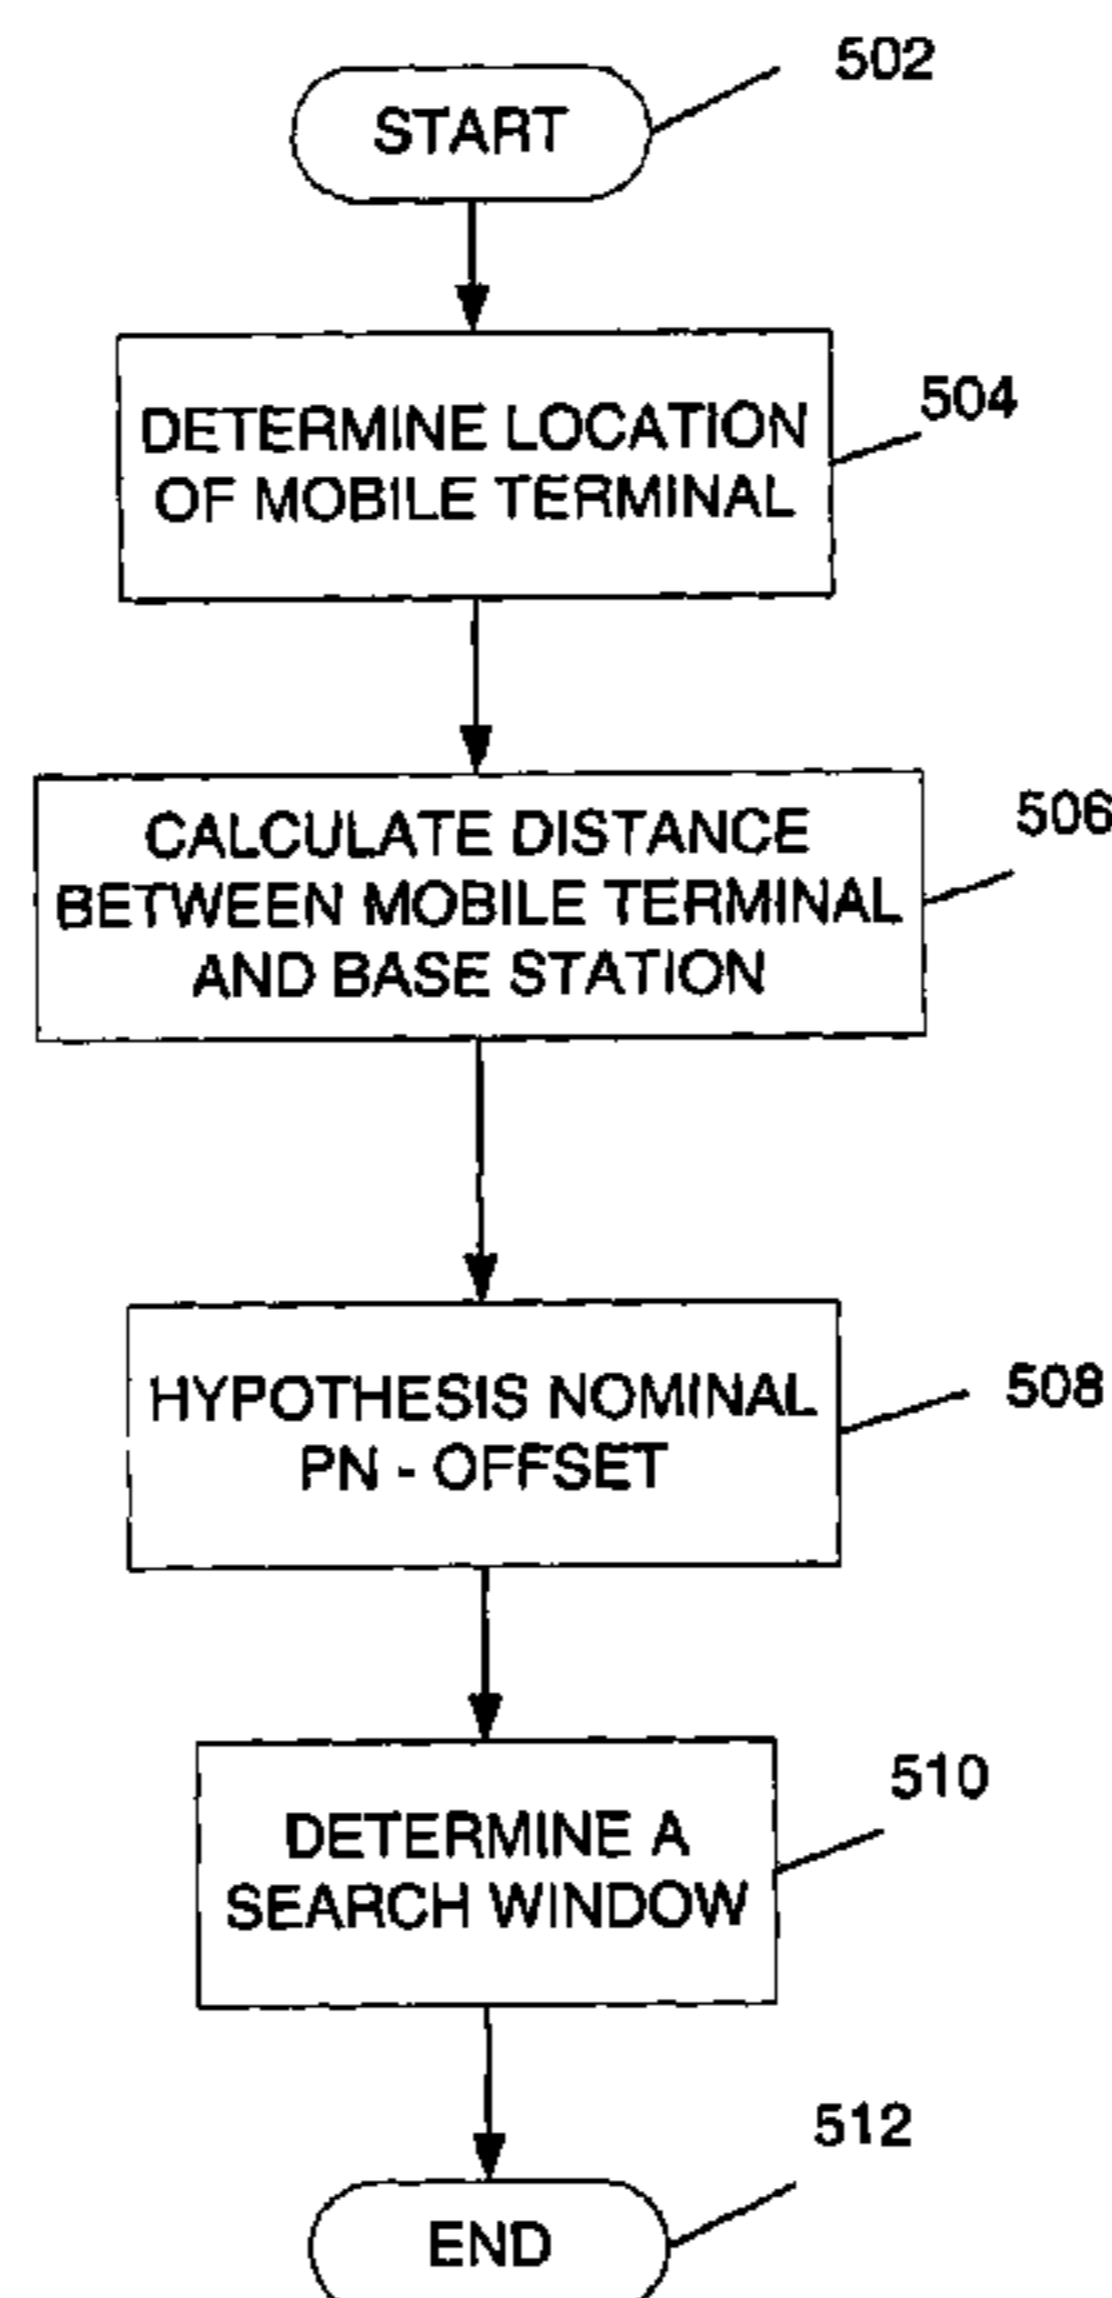 502
START
504
DETERMINE LOCATION
OF MOBILE TERMINAL
506
CALCULATE DISTANCE
BETWEEN MOBILE TERMINAL
AND BASE STATION
508
HYPOTHESIS NOMINAL
PN - OFFSET
510
DETERMINE A
SEARCH WINDOW
512
END